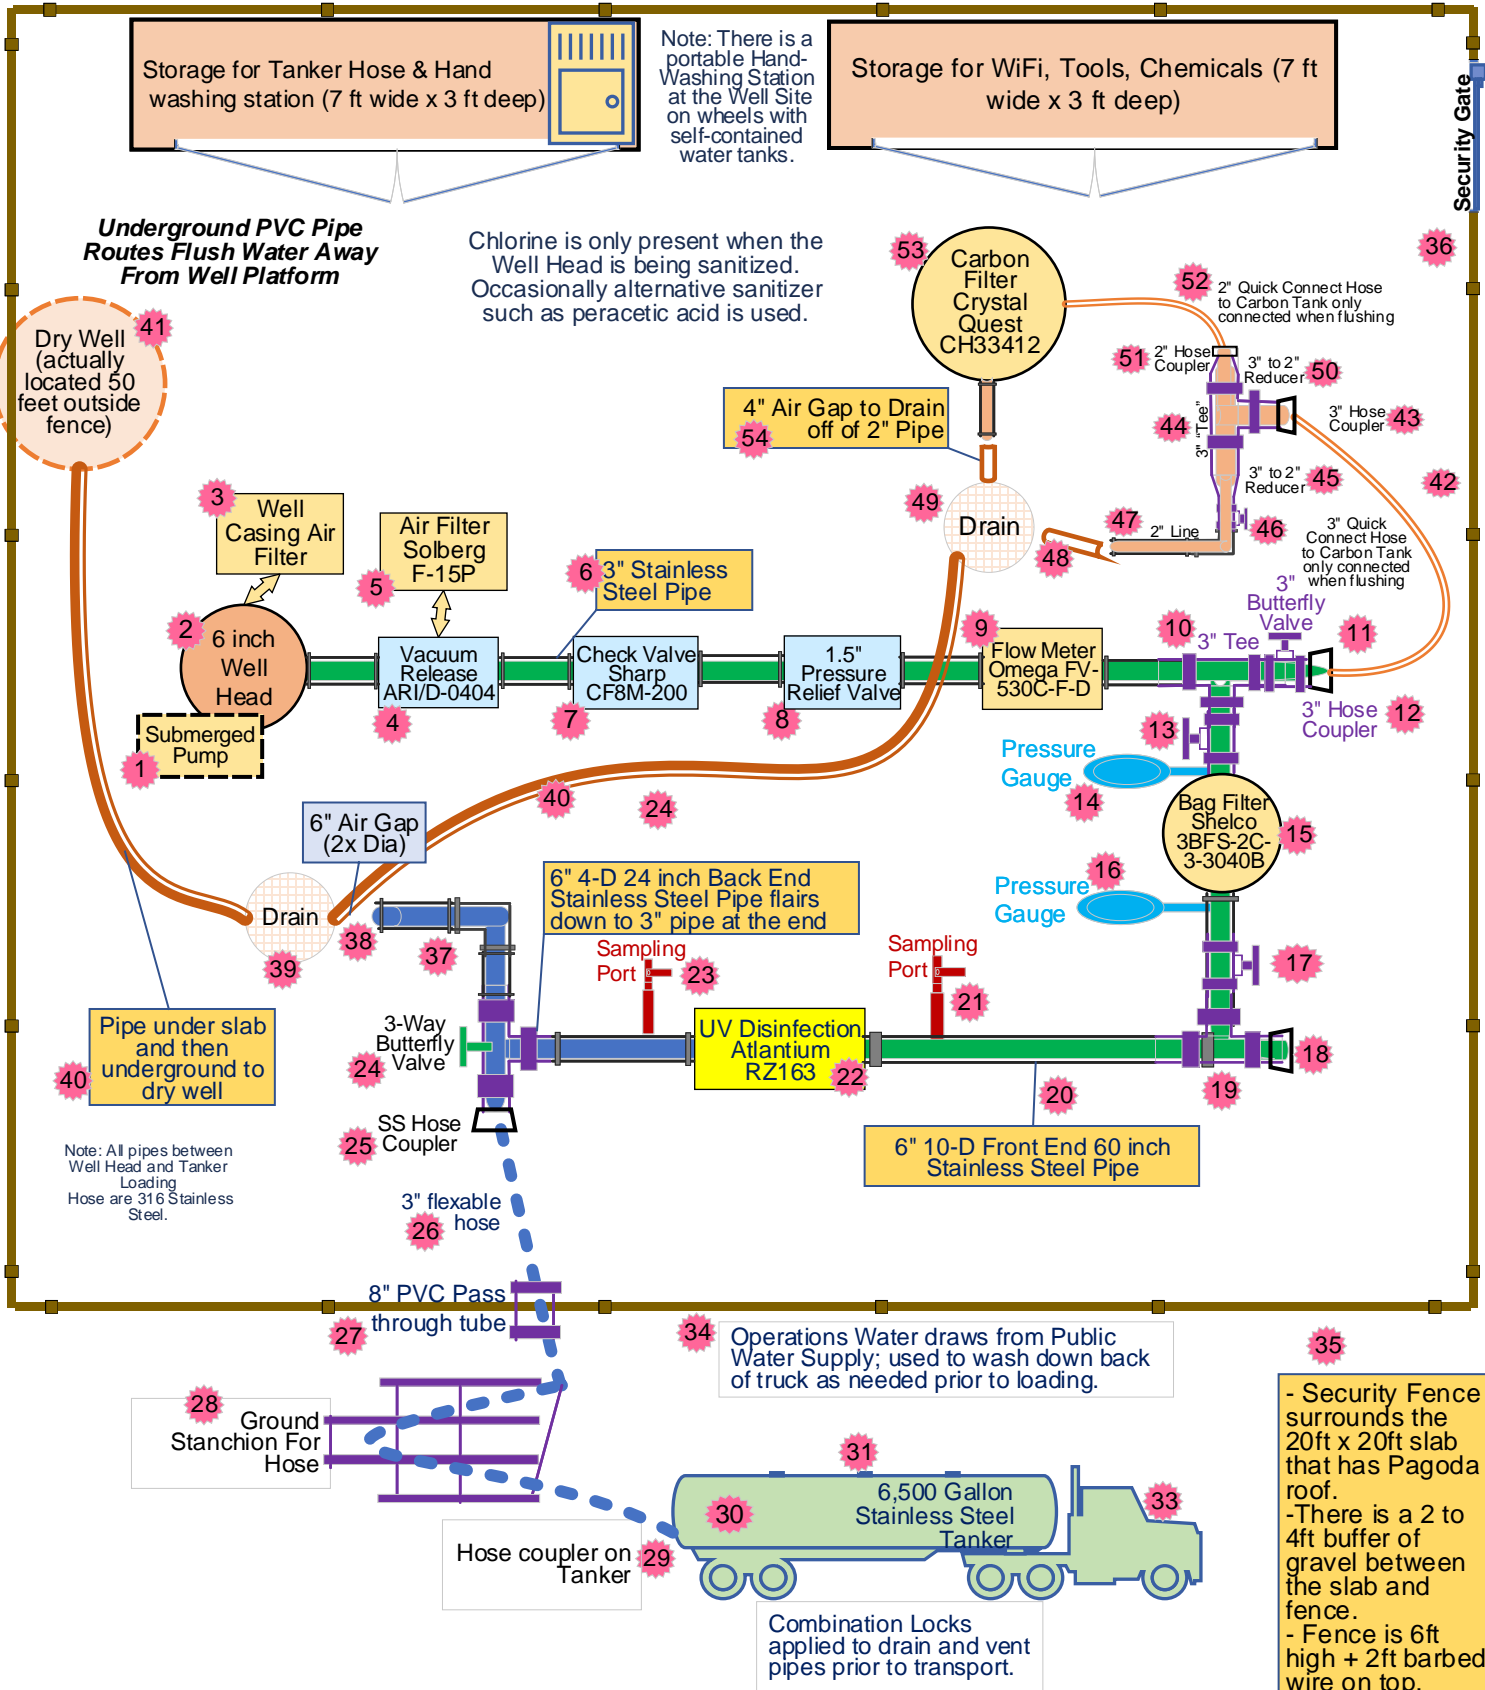 Storage for Tanker Hose & Hand
washing station (7 ft wide x 3 ft deep)
Note: There is a
portable Hand-
Washing Station
at the Well Site
on wheels with
self-contained
water tanks.
Storage for WiFi, Tools, Chemicals (7 ft
wide x 3 ft deep)
Security Gate
Underground PVC Pipe
Routes Flush Water Away
From Well Platform
Chlorine is only present when the
Well Head is being sanitized.
Occasionally alternative sanitizer
such as peracetic acid is used.
53
Carbon
Filter
Crystal
Quest
CH33412
52
2" Quick Connect Hose
to Carbon Tank only
connected when flushing
36
41
Dry Well
(actually
located 50
feet outside
fence)
51
2" Hose
Coupler
3" to 2"
Reducer
50
4" Air Gap to Drain
off of 2" Pipe
54
44
3" "Tee"
3" Hose
Coupler
43
3" to 2"
Reducer
45
42
3
Well
Casing Air
Filter
5
Air Filter
Solberg
F-15P
49
Drain
48
47
2" Line
46
3" Quick
Connect Hose
to Carbon Tank
only connected
when flushing
6
3" Stainless
Steel Pipe
2
6 inch
Well
Head
Submerged
Pump
1
Vacuum
Release
ARI/D-0404
4
Check Valve
Sharp
CF8M-200
7
1.5"
Pressure
Relief Valve
8
9
Flow Meter
Omega FV-
530C-F-D
10
3" Tee
3"
Butterfly
Valve
11
3" Hose
Coupler
12
13
Pressure
Gauge
14
Bag Filter
Shelco
3BFS-2C-
3-3040B
15
16
Pressure
Gauge
17
40
24
6" Air Gap
(2x Dia)
Drain
39
38
37
6" 4-D 24 inch Back End
Stainless Steel Pipe flairs
down to 3" pipe at the end
Sampling
Port
23
Sampling
Port
21
Pipe under slab
and then
underground to
dry well
40
3-Way
Butterfly
Valve
24
UV Disinfection
Atlantium
RZ163
22
18
19
20
6" 10-D Front End 60 inch
Stainless Steel Pipe
SS Hose
Coupler
25
Note: All pipes between
Well Head and Tanker
Loading
Hose are 316 Stainless
Steel.
3" flexable
hose
26
8" PVC Pass
through tube
27
34
Operations Water draws from Public
Water Supply; used to wash down back
of truck as needed prior to loading.
28
Ground
Stanchion For
Hose
31
30
6,500 Gallon
Stainless Steel
Tanker
33
Hose coupler on
Tanker
29
Combination Locks
applied to drain and vent
pipes prior to transport.
35
- Security Fence
surrounds the
20ft x 20ft slab
that has Pagoda
roof.
-There is a 2 to
4ft buffer of
gravel between
the slab and
fence.
- Fence is 6ft
high + 2ft barbed
wire on top.